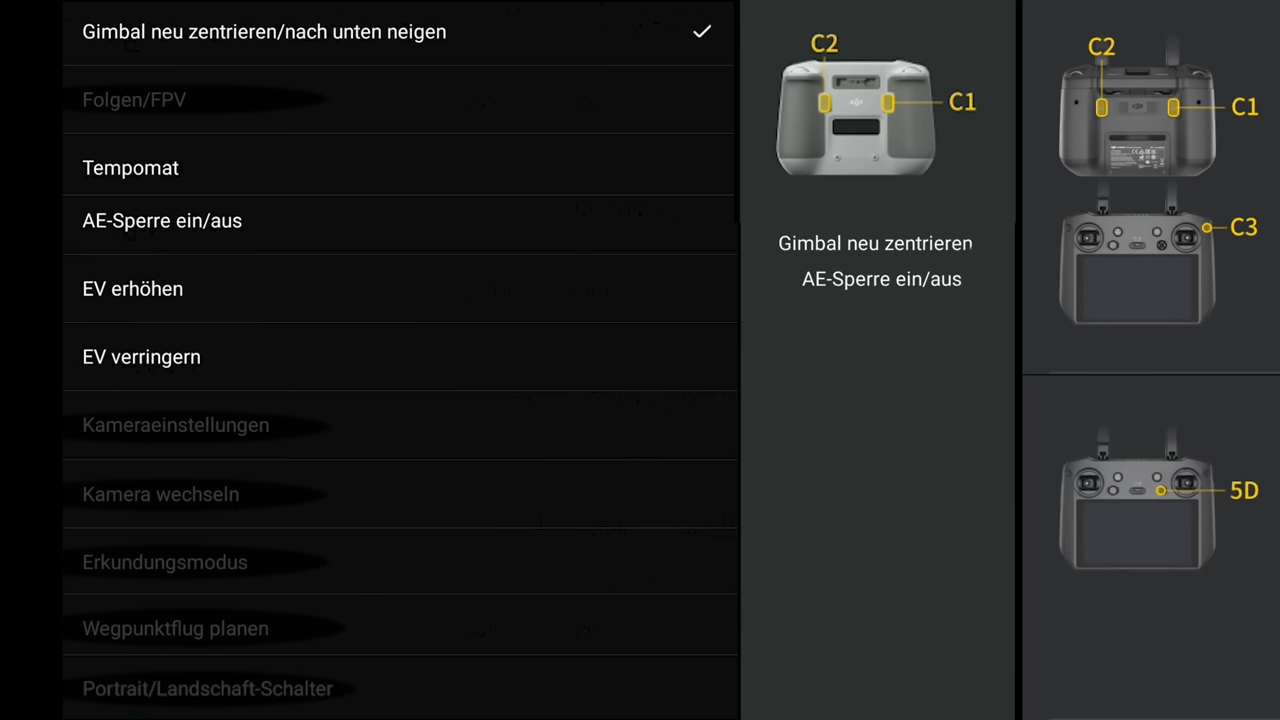 Gimbal neu zentrieren/nach unten neigen
Folgen/FPV
Tempomat
AE-Sperre ein/aus
EV erhöhen
EV verringern
Kameraeinstellungen
Kamera wechseln
Erkundungsmodus
Wegpunktflug planen
Portrait/Landschaft-Schalter
C2
C1
Gimbal neu zentrieren
AE-Sperre ein/aus
C2
C1
C3
5D